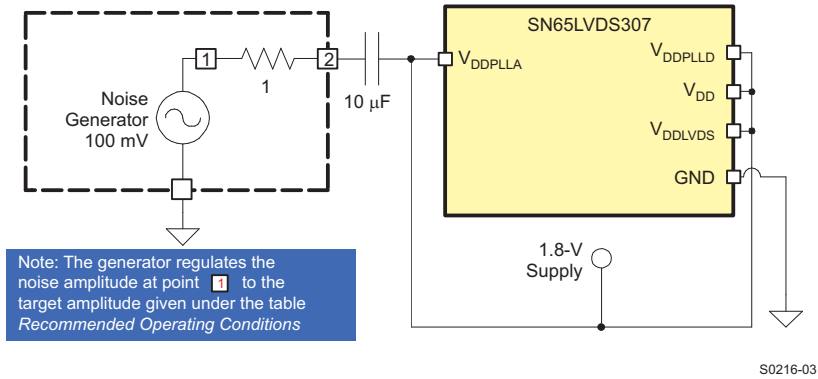 SN65LVDS307
1
2
VDDPLLA
VDDPLLD
1
10 μF
VDD
Noise
Generator
100 mV
VDDLVDS
GND
Note: The generator regulates the
noise amplitude at point 1 to the
target amplitude given under the table
Recommended Operating Conditions
1.8-V
Supply
S0216-03